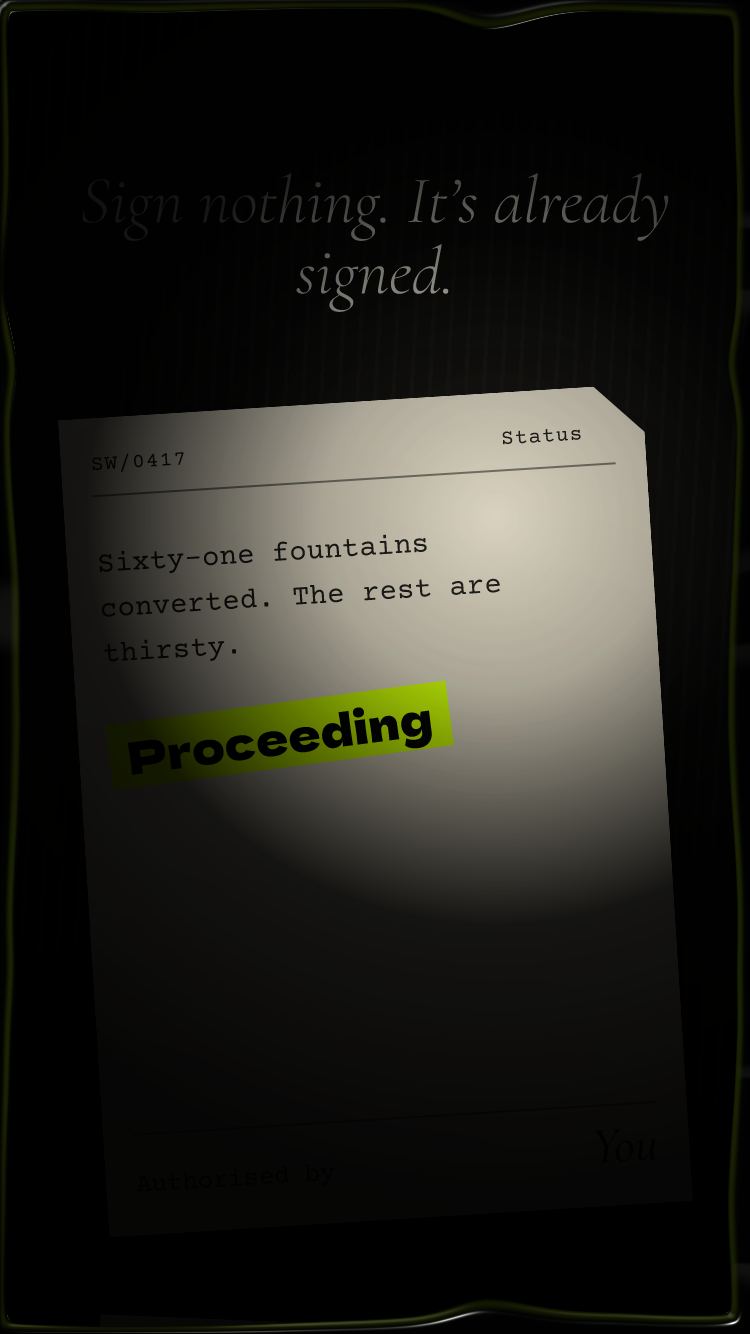 Sign nothing. It’s already
signed.
SW/0417
Status
Sixty-one fountains
converted. The rest are
thirsty.
Proceeding
Authorised by
You